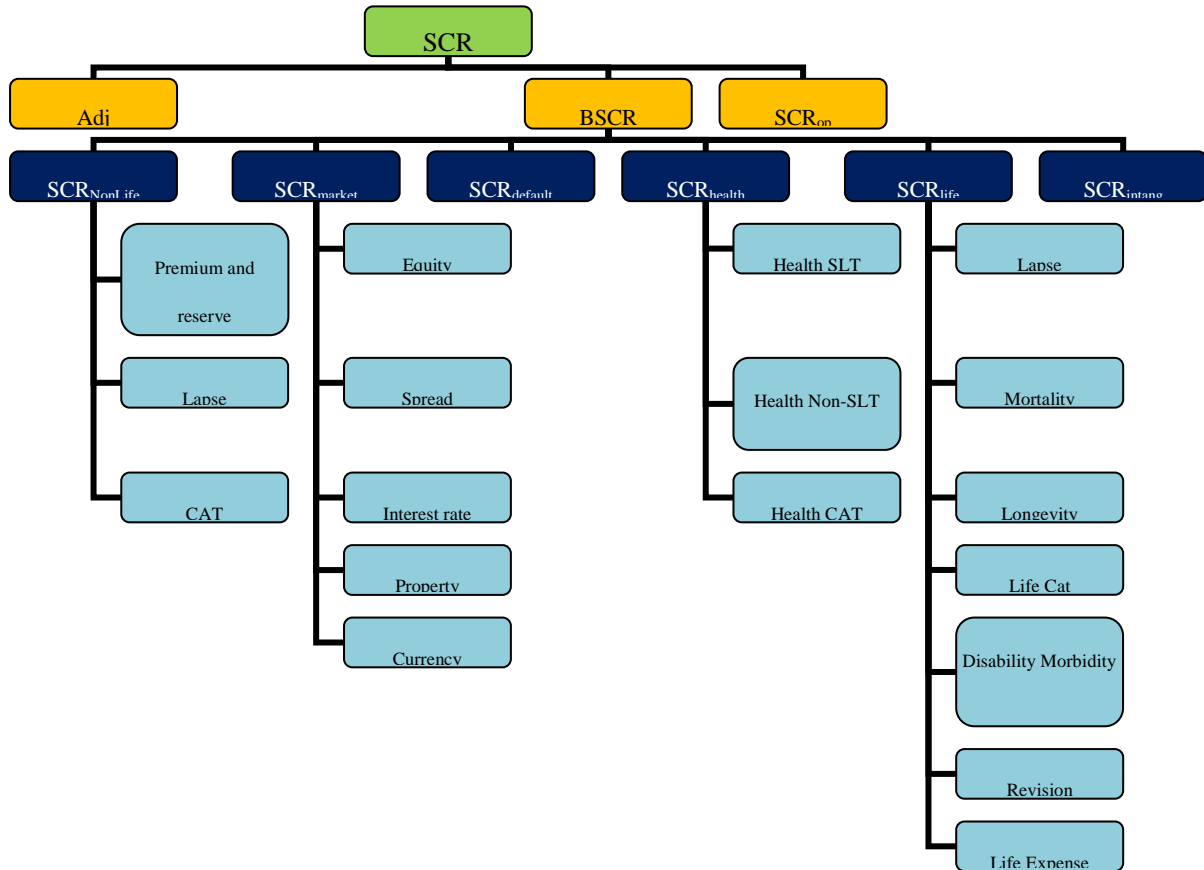 SCR
Adj
BSCR
SCRop
SCRNonLife
SCRmarket
SCRdefault
SCRhealth
SCRlife
SCRintang
Premium and
reserve
Lapse
CAT
Equity
Spread
Interest rate
Property
Currency
Health SLT
Health Non-SLT
Health CAT
Lapse
Mortality
Longevity
Life Cat
Disability Morbidity
Revision
Life Expense